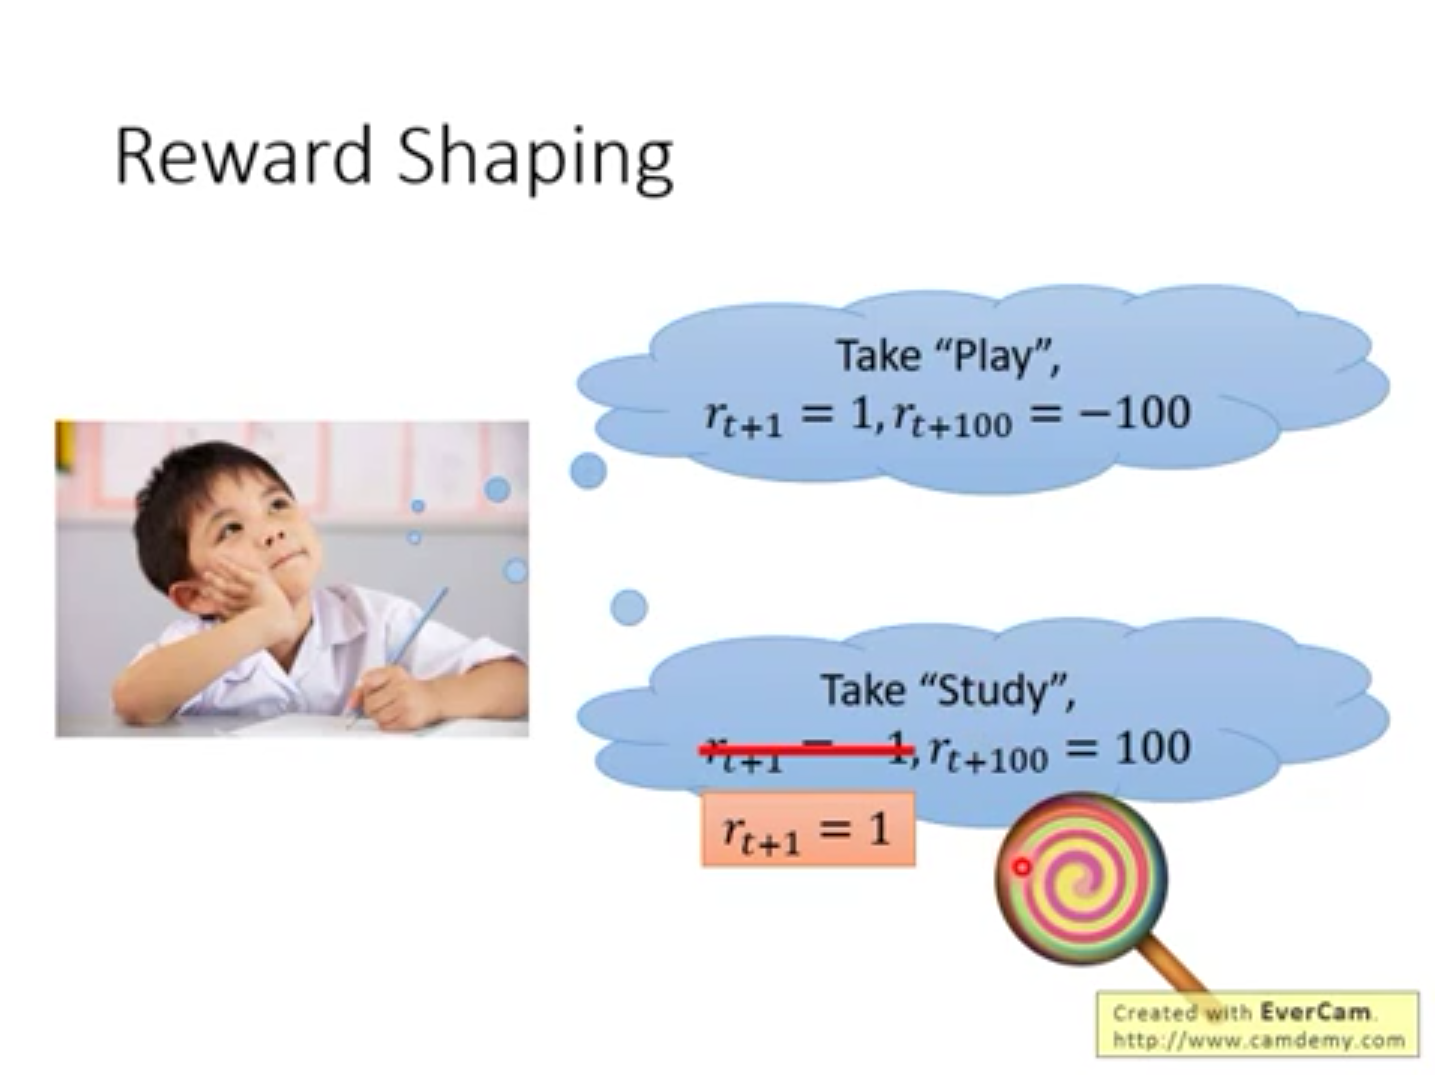 Reward Shaping
Take “Play”,
r_{t+1} = 1, r_{t+100} = −100
Take “Study”,
r_{t+1} = −1, r_{t+100} = 100
r_{t+1} = 1
Created with EverCam.
http://www.camdemy.com